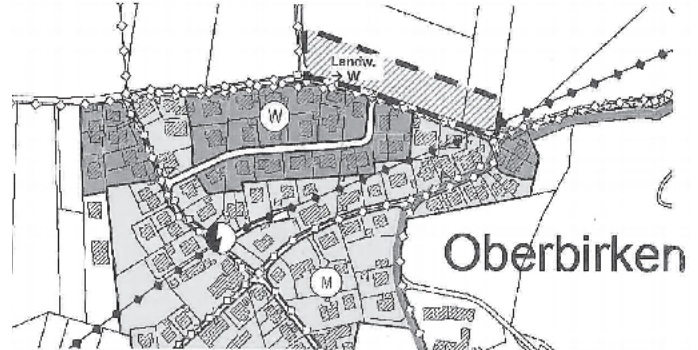 Landw.
→ W
W
Oberbirken
M